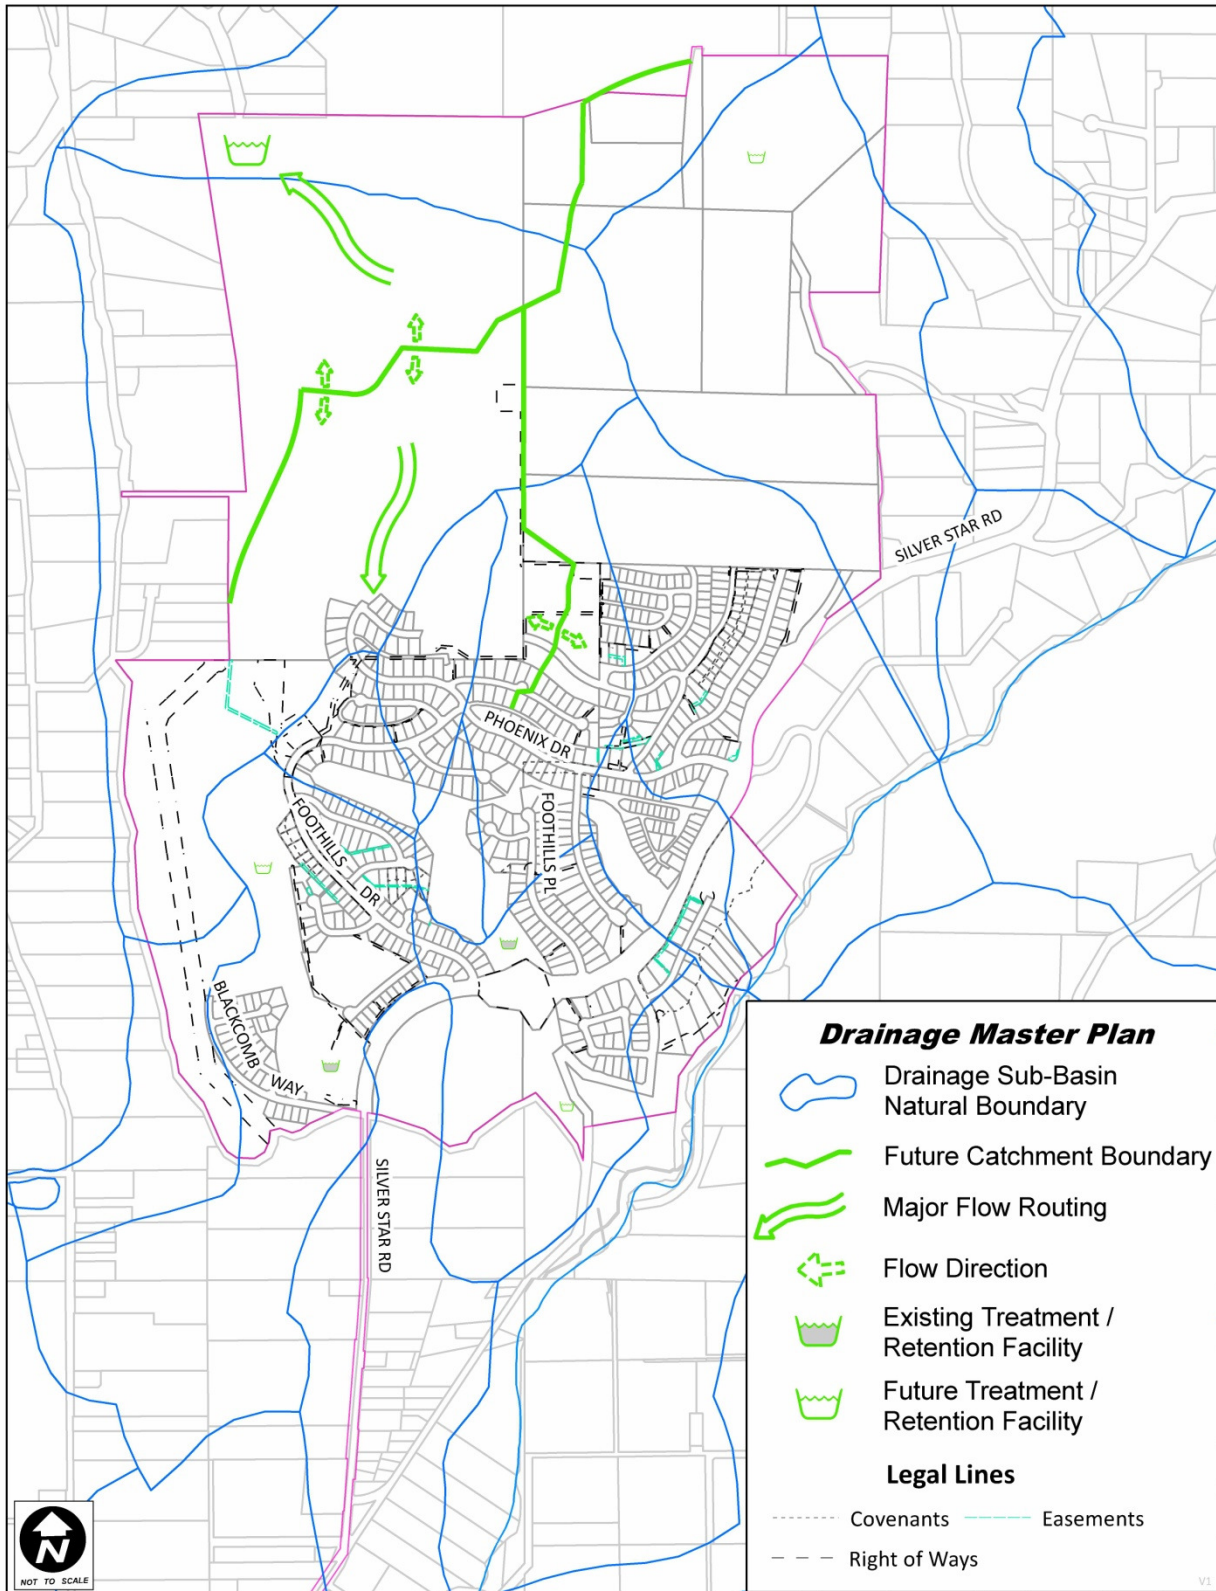 SILVER STAR RD
PHOENIX DR
FOOTHILLS PL
FOOTHILLS DR
BLACKCOMB WAY
SILVER STAR RD
Drainage Master Plan
Drainage Sub-Basin
Natural Boundary
Future Catchment Boundary
Major Flow Routing
Flow Direction
Existing Treatment /
Retention Facility
Future Treatment /
Retention Facility
Legal Lines
Covenants
Easements
Right of Ways
N
NOT TO SCALE
V1